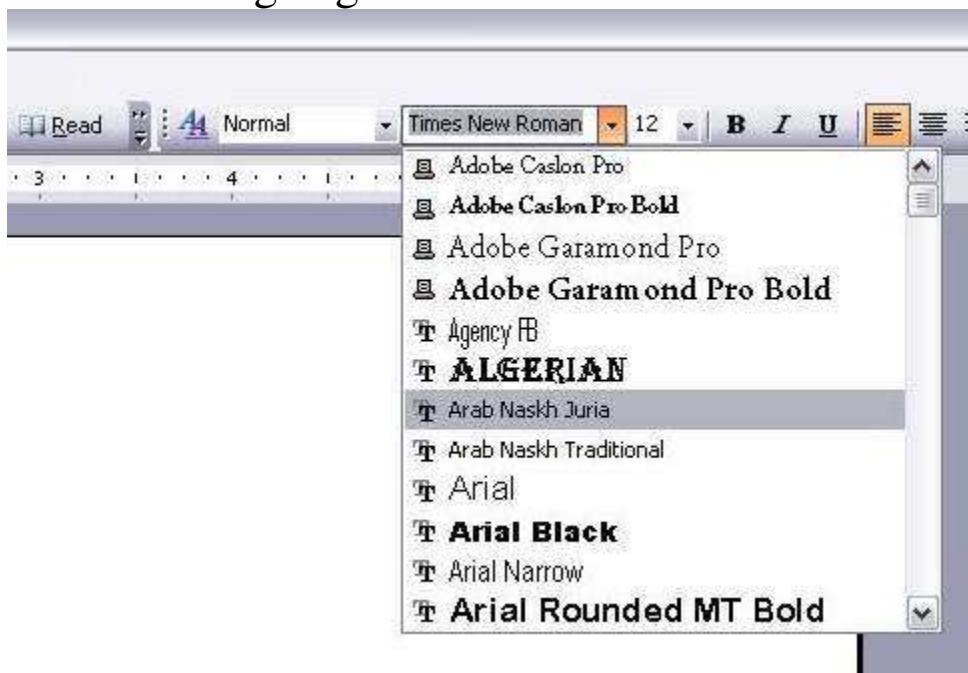 Read Normal Times New Roman 12 B I U
3 4
Adobe Caslon Pro
Adobe Caslon Pro Bold
Adobe Garamond Pro
Adobe Garamond Pro Bold
Agency FB
ALGERIAN
Arab Naskh Juria
Arab Naskh Traditional
Arial
Arial Black
Arial Narrow
Arial Rounded MT Bold